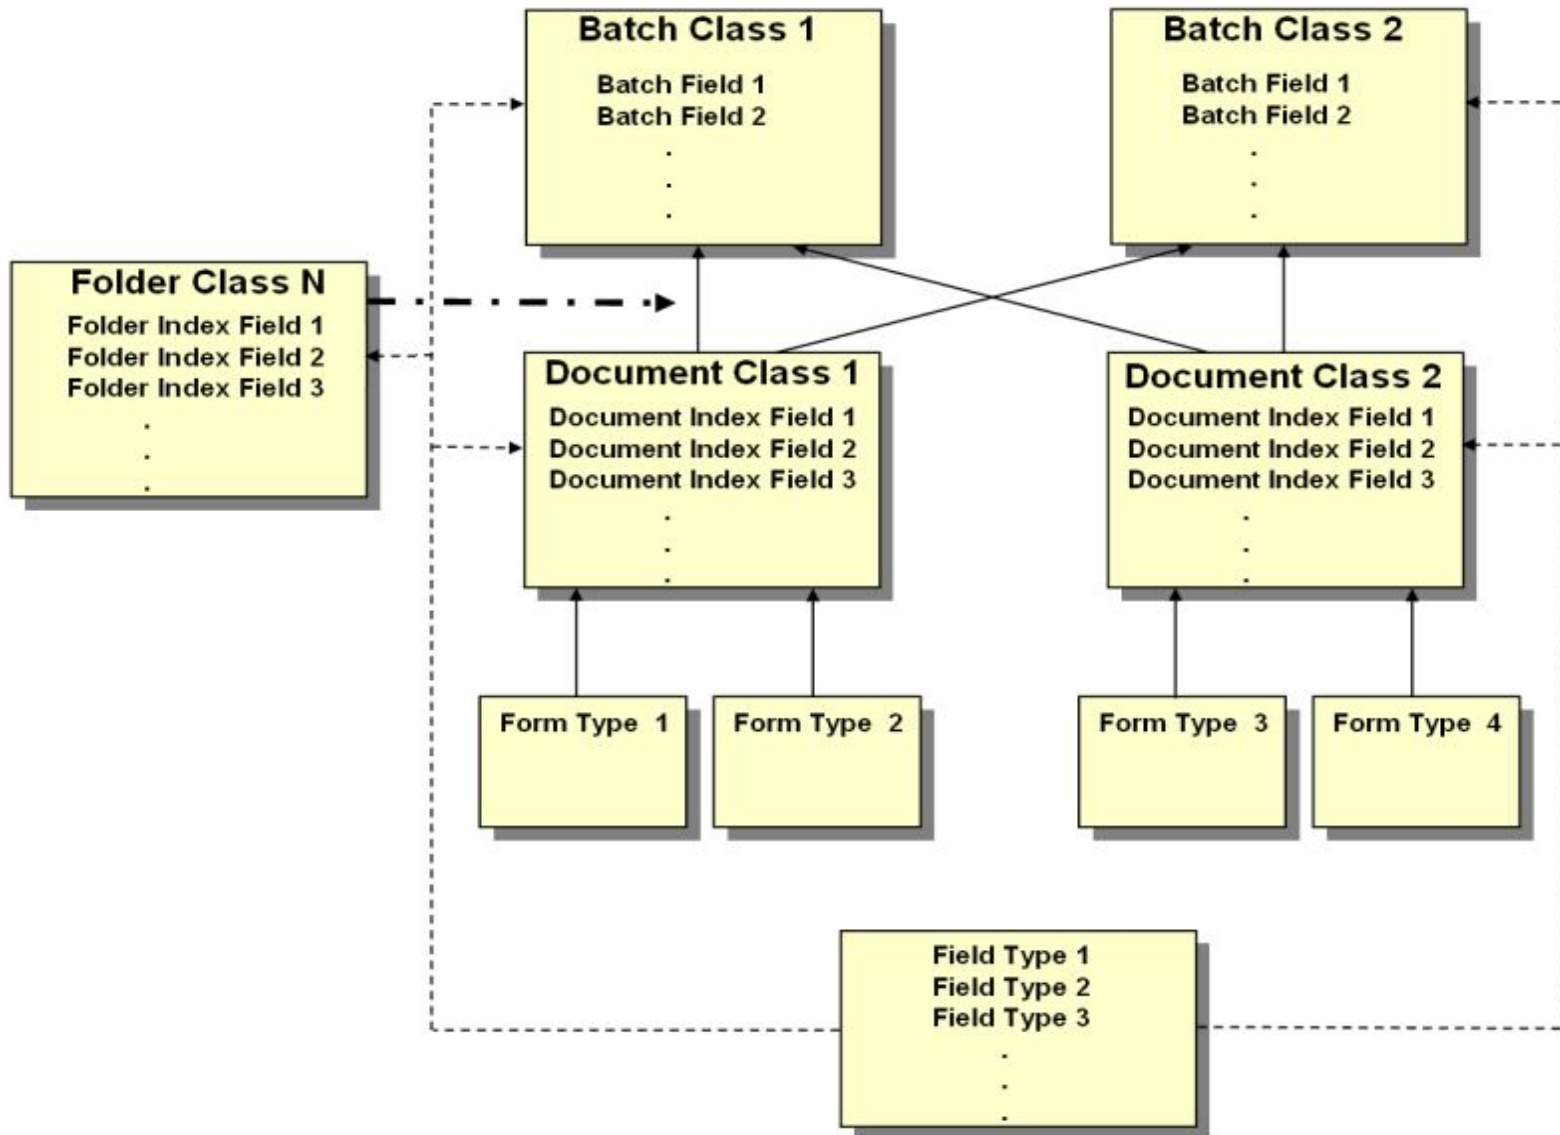 Batch Class 1
Batch Field 1
Batch Field 2
.
.
.
Batch Class 2
Batch Field 1
Batch Field 2
.
.
.
Folder Class N
Folder Index Field 1
Folder Index Field 2
Folder Index Field 3
.
.
.
Document Class 1
Document Index Field 1
Document Index Field 2
Document Index Field 3
.
.
.
Document Class 2
Document Index Field 1
Document Index Field 2
Document Index Field 3
.
.
.
Form Type 1
Form Type 2
Form Type 3
Form Type 4
Field Type 1
Field Type 2
Field Type 3
.
.
.